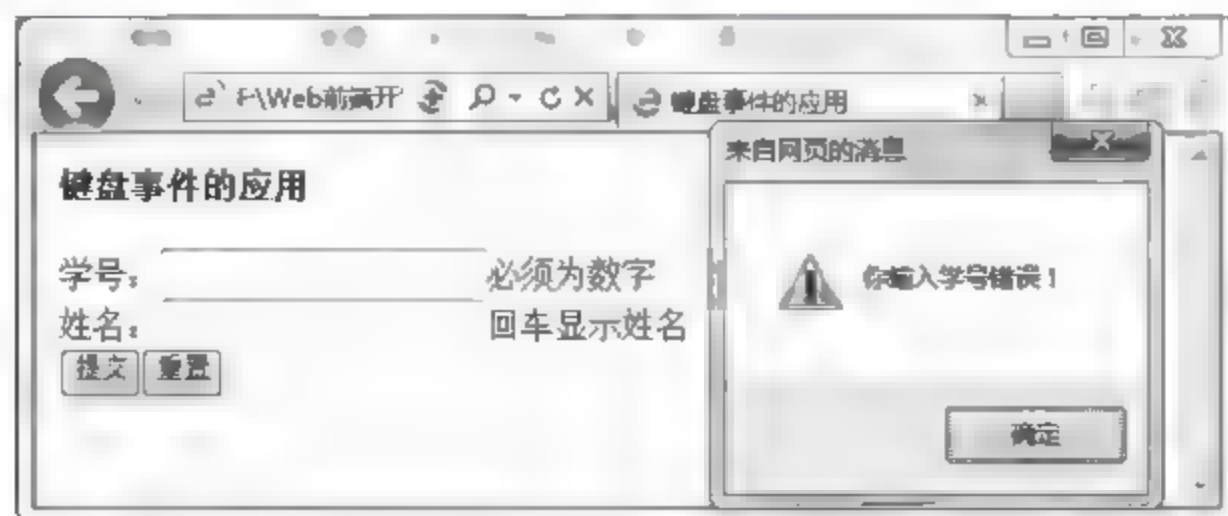 F\Web前端开
键盘事件的应用
来自网页的消息
键盘事件的应用
学号：
必须为数字
姓名：
回车显示姓名
提交
重置
你输入学号错误！
确定